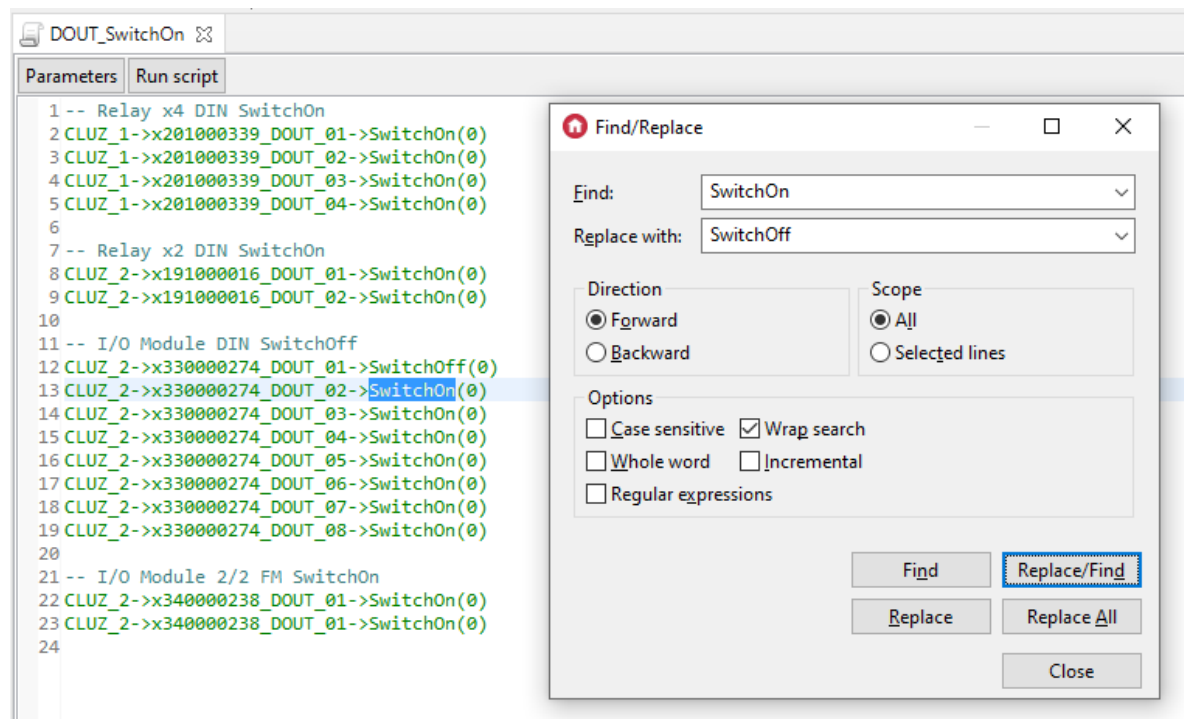 DOUT_SwitchOn
Parameters Run script
1 -- Relay x4 DIN SwitchOn
2 CLUZ_1->x201000339_DOUT_01->SwitchOn(0)
3 CLUZ_1->x201000339_DOUT_02->SwitchOn(0)
4 CLUZ_1->x201000339_DOUT_03->SwitchOn(0)
5 CLUZ_1->x201000339_DOUT_04->SwitchOn(0)
6
7 -- Relay x2 DIN SwitchOn
8 CLUZ_2->x191000016_DOUT_01->SwitchOn(0)
9 CLUZ_2->x191000016_DOUT_02->SwitchOn(0)
10
11 -- I/O Module DIN SwitchOff
12 CLUZ_2->x330000274_DOUT_01->SwitchOff(0)
13 CLUZ_2->x330000274_DOUT_02->SwitchOn(0)
14 CLUZ_2->x330000274_DOUT_03->SwitchOn(0)
15 CLUZ_2->x330000274_DOUT_04->SwitchOn(0)
16 CLUZ_2->x330000274_DOUT_05->SwitchOn(0)
17 CLUZ_2->x330000274_DOUT_06->SwitchOn(0)
18 CLUZ_2->x330000274_DOUT_07->SwitchOn(0)
19 CLUZ_2->x330000274_DOUT_08->SwitchOn(0)
20
21 -- I/O Module 2/2 FM SwitchOn
22 CLUZ_2->x340000238_DOUT_01->SwitchOn(0)
23 CLUZ_2->x340000238_DOUT_01->SwitchOn(0)
24
Find/Replace
Find: SwitchOn
Replace with: SwitchOff
Direction
Forward
Backward
Scope
All
Selected lines
Options
Case sensitive Wrap search
Whole word Incremental
Regular expressions
Find Replace/Find
Replace Replace All
Close